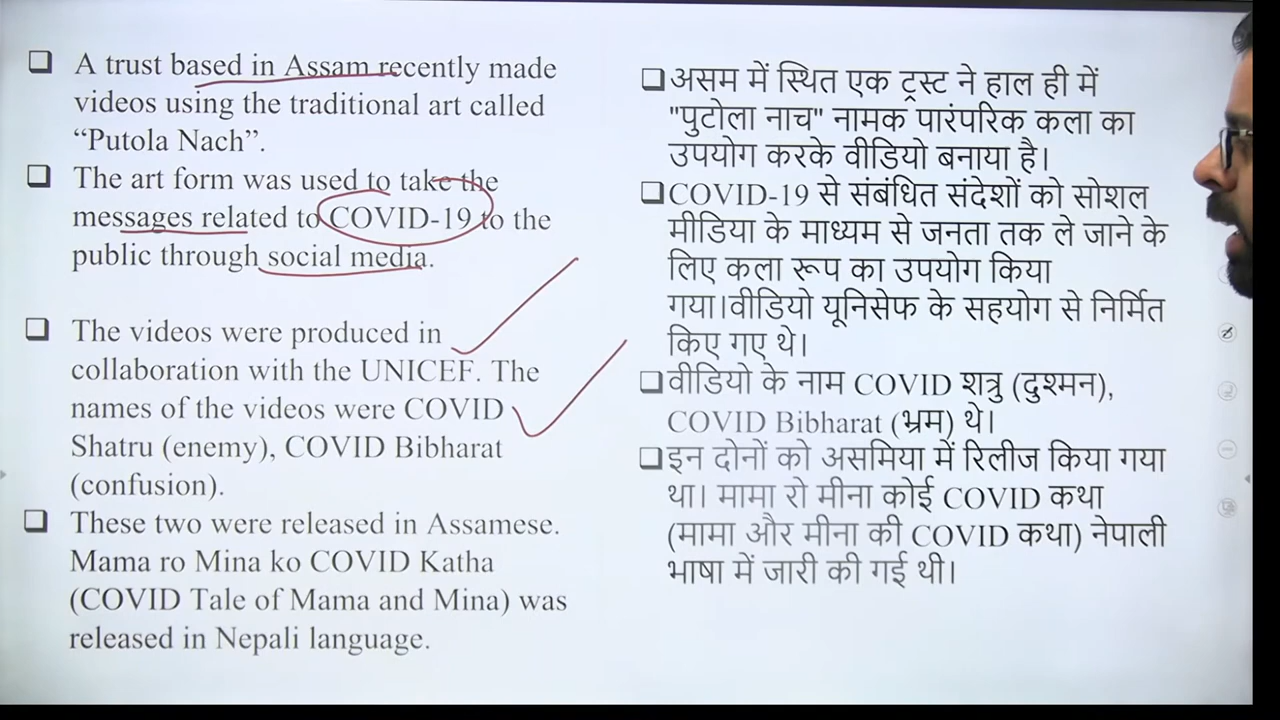 A trust based in Assam recently made
videos using the traditional art called
“Putola Nach”.
The art form was used to take the
messages related to COVID-19 to the
public through social media.
The videos were produced in
collaboration with the UNICEF. The
names of the videos were COVID
Shatru (enemy), COVID Bibharat
(confusion).
These two were released in Assamese.
Mama ro Mina ko COVID Katha
(COVID Tale of Mama and Mina) was
released in Nepali language.
असम में स्थित एक ट्रस्ट ने हाल ही में
"पुटोला नाच" नामक पारंपरिक कला का
उपयोग करके वीडियो बनाया है।
COVID-19 से संबंधित संदेशों को सोशल
मीडिया के माध्यम से जनता तक ले जाने के
लिए कला रूप का उपयोग किया
गया।वीडियो यूनिसेफ के सहयोग से निर्मित
किए गए थे।
वीडियो के नाम COVID शत्रु (दुश्मन),
COVID Bibharat (भ्रम) थे।
इन दोनों को असमिया में रिलीज किया गया
था। मामा रो मीना कोई COVID कथा
(मामा और मीना की COVID कथा) नेपाली
भाषा में जारी की गई थी।